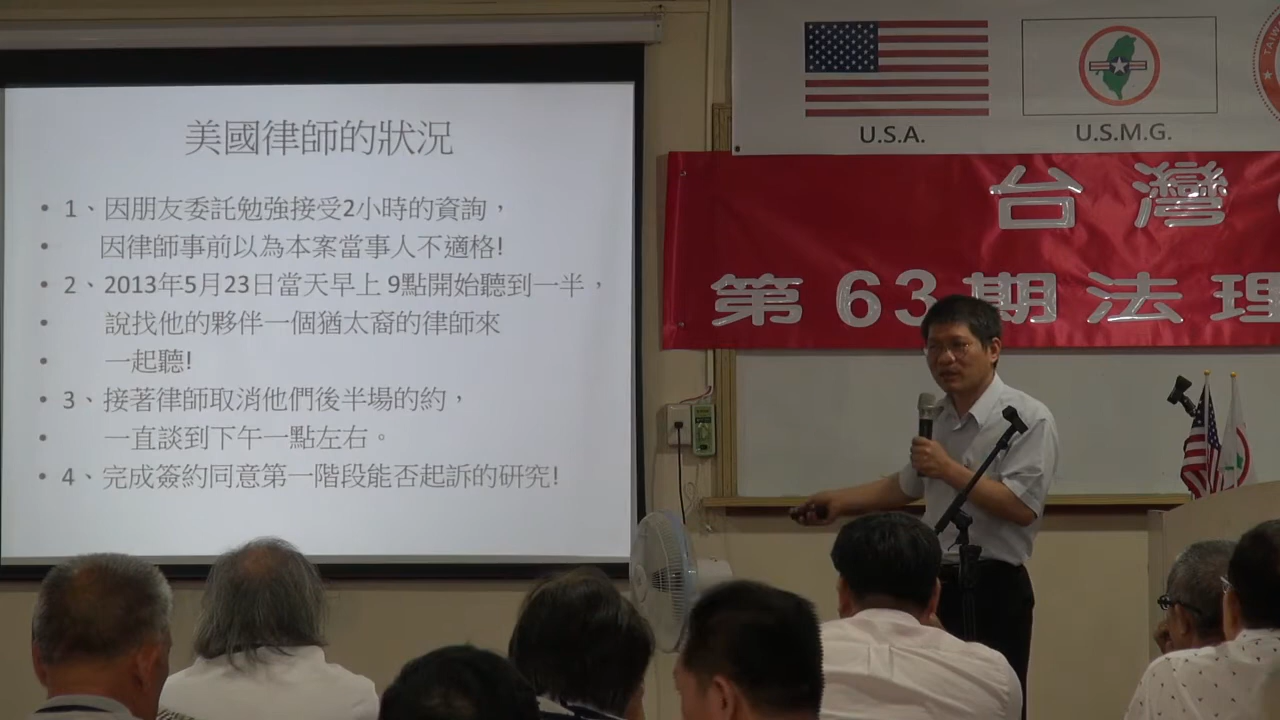 美國律師的狀況
• 1、因朋友委託勉強接受2小時的資詢，
• 因律師事前以為本案當事人不適格!
• 2、2013年5月23日當天早上 9點開始聽到一半，
• 說找他的夥伴一個猶太裔的律師來
• 一起聽!
• 3、接著律師取消他們後半場的約，
• 一直談到下午一點左右。
• 4、完成簽約同意第一階段能否起訴的研究!
U.S.A.
U.S.M.G.
TAIW
台灣
第63期法理